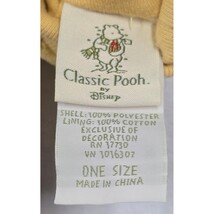 Classic Pooh
by
Disney
SHELL: 100% POLYESTER
LINING: 100% COTTON
EXCLUSIVE OF
DECORATION
RN 17730
VN 1016307
ONE SIZE
MADE IN CHINA